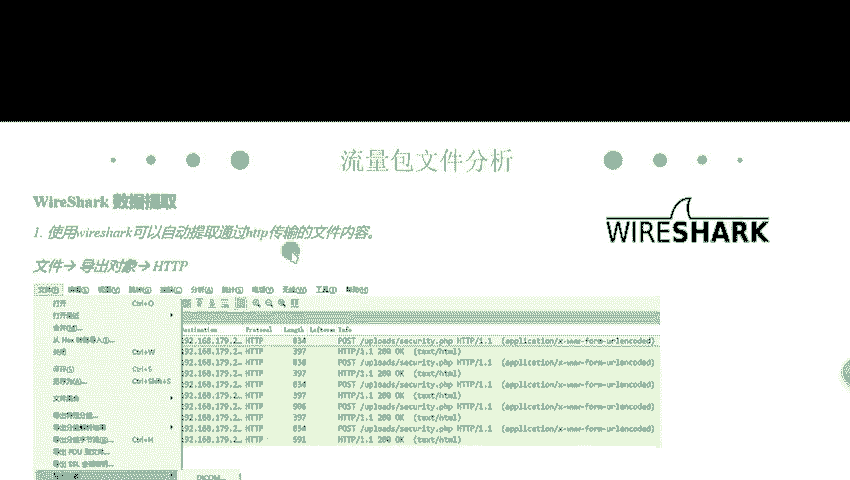 流量包文件分析
WireShark 数据提取
WIRESHARK
1. 使用wireshark可以自动提取通过http传输的文件内容。
文件→ 导出对象→ HTTP
文件(F) 编辑(E) 视图(V) 跳转(G) 捕获(C) 分析(A) 统计(S) 电话(Y) 无线(W) 工具(T) 帮助(H)
打开 Ctrl+O
打开最近
合并(M)...
从 Hex 转储导入(I)...
关闭 Ctrl+W
保存(S) Ctrl+S
另存为(A)... Ctrl+Shift+S
文件集合
导出特定分组...
导出分组解析结果
导出分组字节流(B)... Ctrl+H
导出 PDU 到文件...
导出 SSL 会话密钥...
DICOM...
Destination Protocol Length Leftover Info
192.168.179.2… HTTP 834 POST /uploads/security.php HTTP/1.1 (application/x-www-form-urlencoded)
192.168.179.2… HTTP 397 HTTP/1.1 200 OK (text/html)
192.168.179.2… HTTP 838 POST /uploads/security.php HTTP/1.1 (application/x-www-form-urlencoded)
192.168.179.2… HTTP 397 HTTP/1.1 200 OK (text/html)
192.168.179.2… HTTP 834 POST /uploads/security.php HTTP/1.1 (application/x-www-form-urlencoded)
192.168.179.2… HTTP 397 HTTP/1.1 200 OK (text/html)
192.168.179.2… HTTP 906 POST /uploads/security.php HTTP/1.1 (application/x-www-form-urlencoded)
192.168.179.2… HTTP 397 HTTP/1.1 200 OK (text/html)
192.168.179.2… HTTP 834 POST /uploads/security.php HTTP/1.1 (application/x-www-form-urlencoded)
192.168.179.2… HTTP 691 HTTP/1.1 200 OK (text/html)